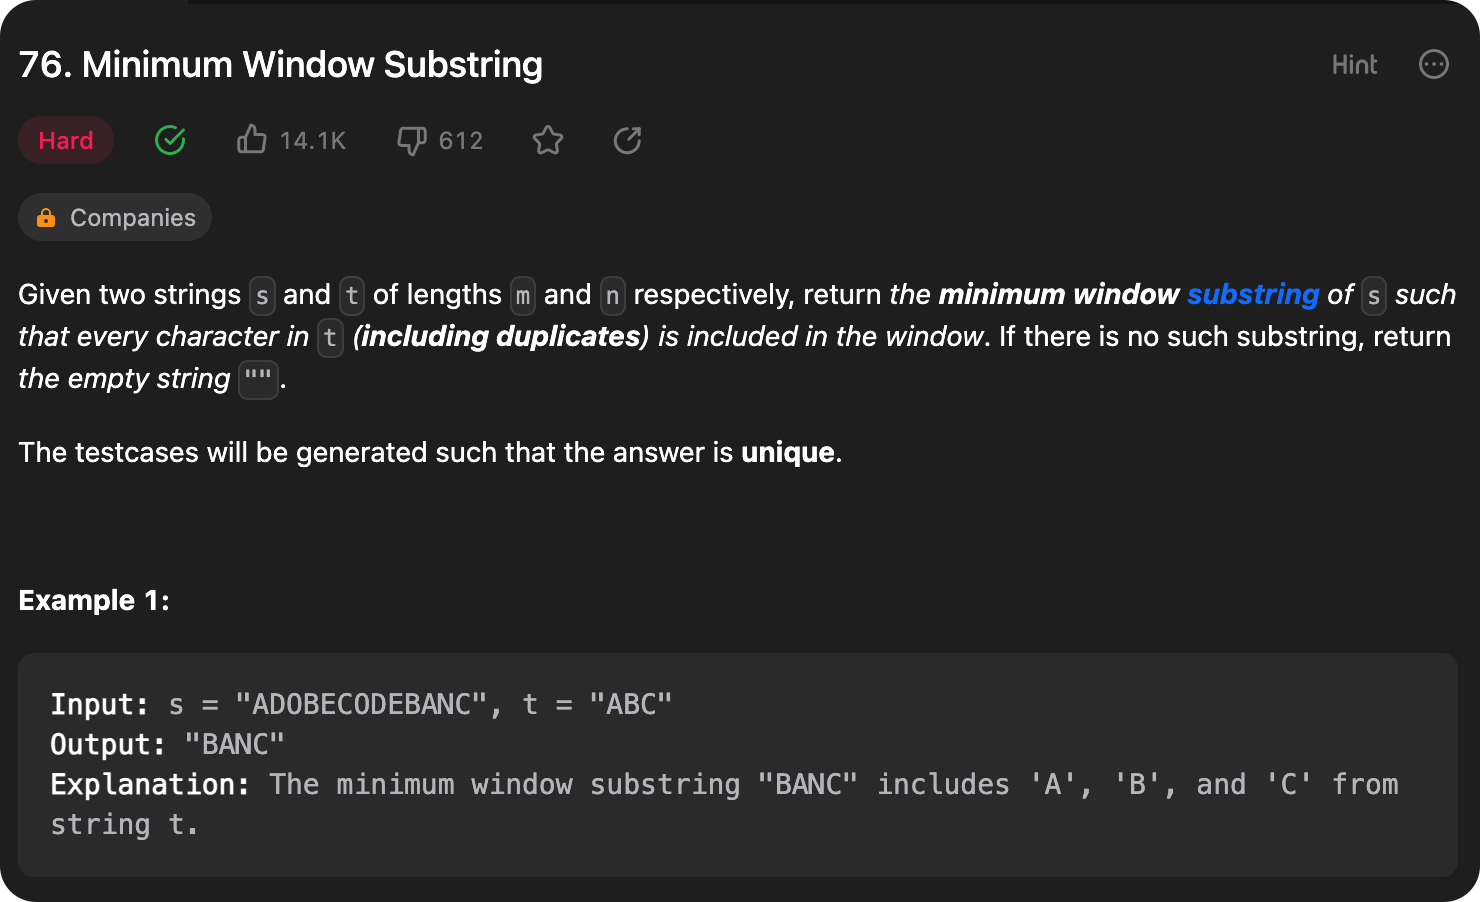 76. Minimum Window Substring
Hint
Hard
14.1K
612
Companies
Given two strings s and t of lengths m and n respectively, return the minimum window substring of s such
that every character in t (including duplicates) is included in the window. If there is no such substring, return
the empty string "".
The testcases will be generated such that the answer is unique.
Example 1:
Input: s = "ADOBECODEBANC", t = "ABC"
Output: "BANC"
Explanation: The minimum window substring "BANC" includes 'A', 'B', and 'C' from
string t.